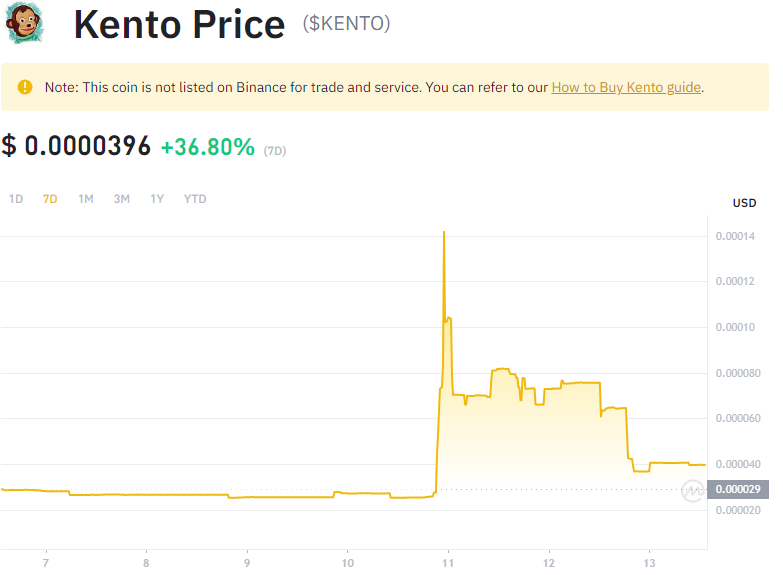 Kento Price ($KENTO)
Note: This coin is not listed on Binance for trade and service. You can refer to our How to Buy Kento guide.
$ 0.0000396 +36.80% (7D)
1D 7D 1M 3M 1Y YTD
USD
0.00014
0.00012
0.00010
0.000080
0.000060
0.000040
0.000029
0.000020
7 8 9 10 11 12 13